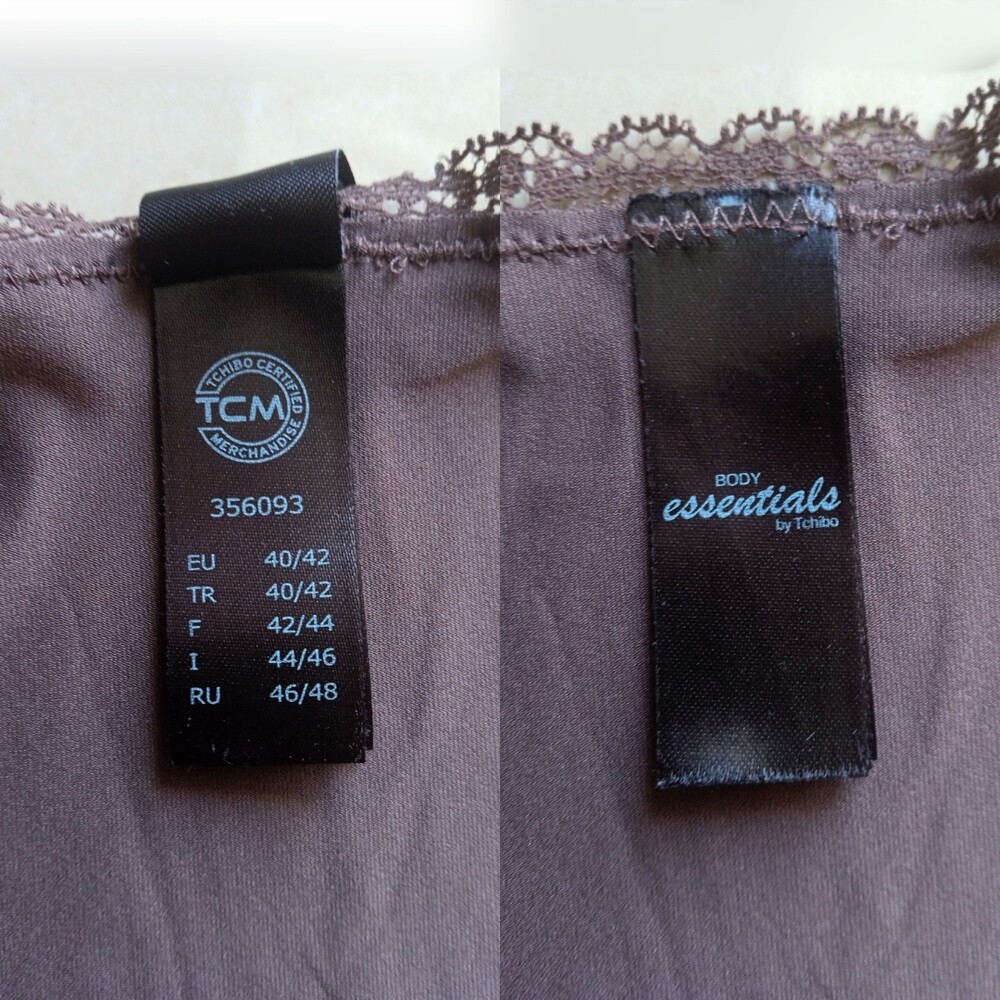 TCHIBO CERTIFIED
TCM
MERCHANDISE
356093
EU 40/42
TR 40/42
F 42/44
I 44/46
RU 46/48
BODY
essentials
by Tchibo